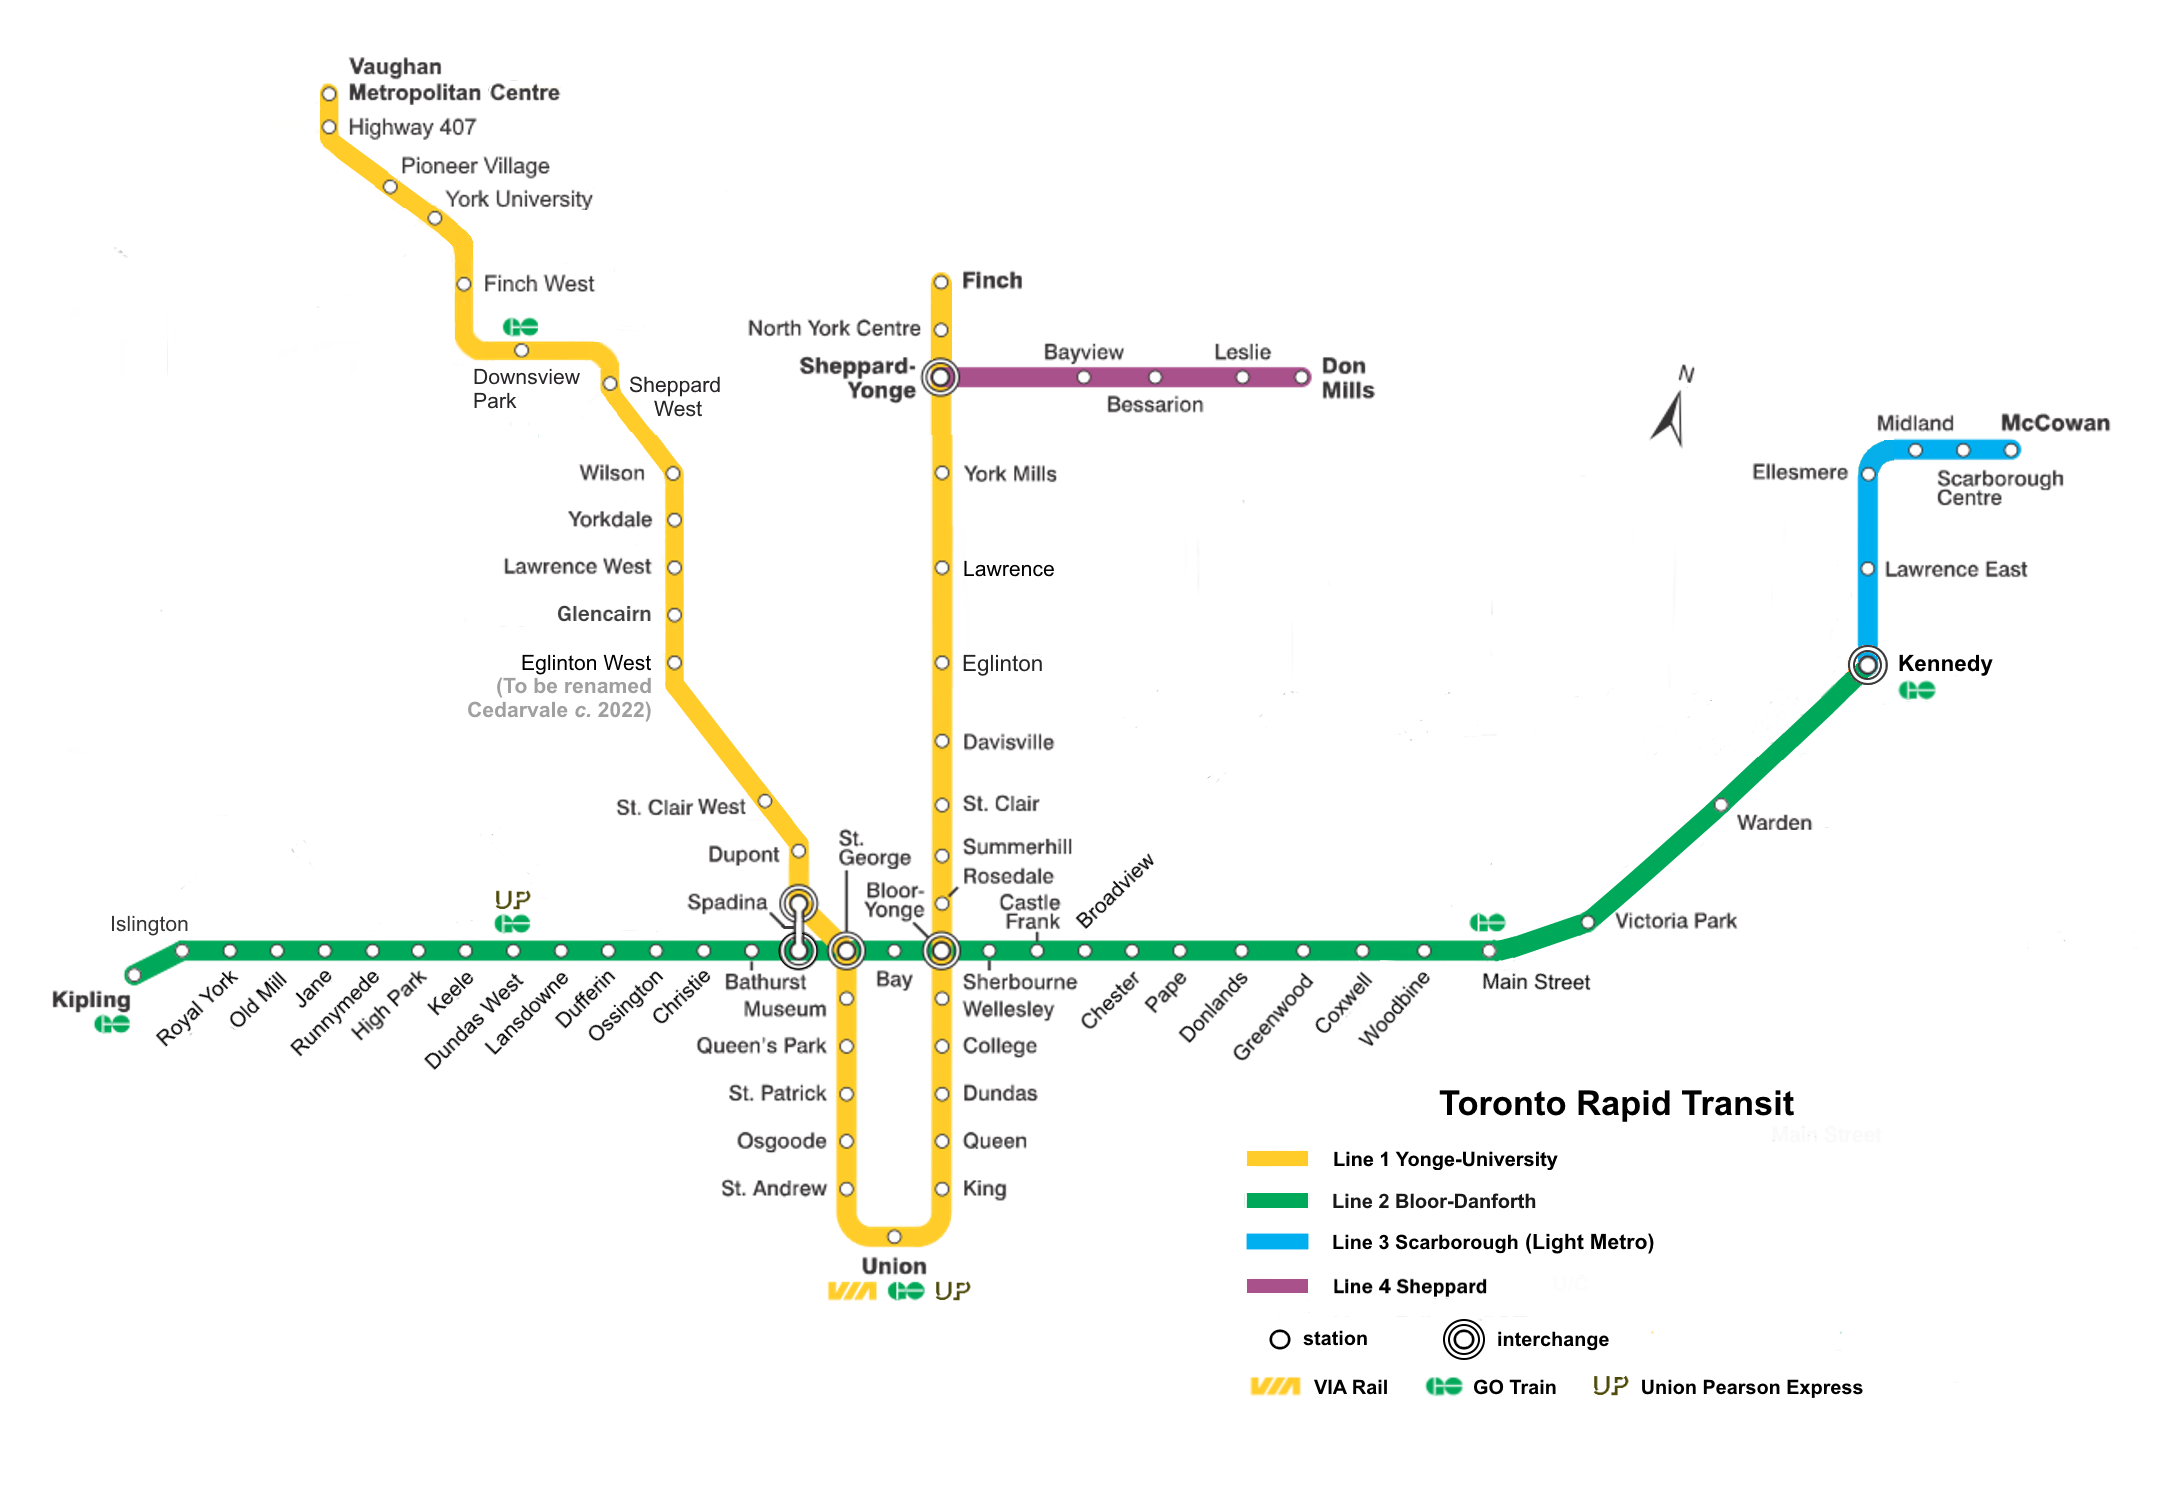 Vaughan
Metropolitan Centre
Highway 407
Pioneer Village
York University
Finch West
GO
Downsview
Park
Sheppard
West
Wilson
Yorkdale
Lawrence West
Glencairn
Eglinton West
(To be renamed
Cedarvale c. 2022)
St. Clair West
Dupont
Spadina
St.
George
Bloor-
Yonge
Finch
North York Centre
Sheppard-
Yonge
Bayview
Leslie
Bessarion
Don
Mills
York Mills
Lawrence
Eglinton
Davisville
St. Clair
Summerhill
Rosedale
Castle
Frank
Broadview
N
Midland
McCowan
Ellesmere
Scarborough
Centre
Lawrence East
Kennedy
GO
Warden
Victoria Park
GO
Main Street
Islington
UP
GO
Kipling
GO
Royal York
Old Mill
Jane
Runnymede
High Park
Keele
Dundas West
Lansdowne
Dufferin
Ossington
Christie
Bathurst
Bay
Sherbourne
Chester
Pape
Donlands
Greenwood
Coxwell
Woodbine
Museum
Queen's Park
St. Patrick
Osgoode
St. Andrew
Wellesley
College
Dundas
Queen
King
Union
VIA GO UP
Toronto Rapid Transit
Main Street
Line 1 Yonge-University
Line 2 Bloor-Danforth
Line 3 Scarborough (Light Metro)
Line 4 Sheppard
station
interchange
VIA VIA Rail
GO GO Train
UP Union Pearson Express